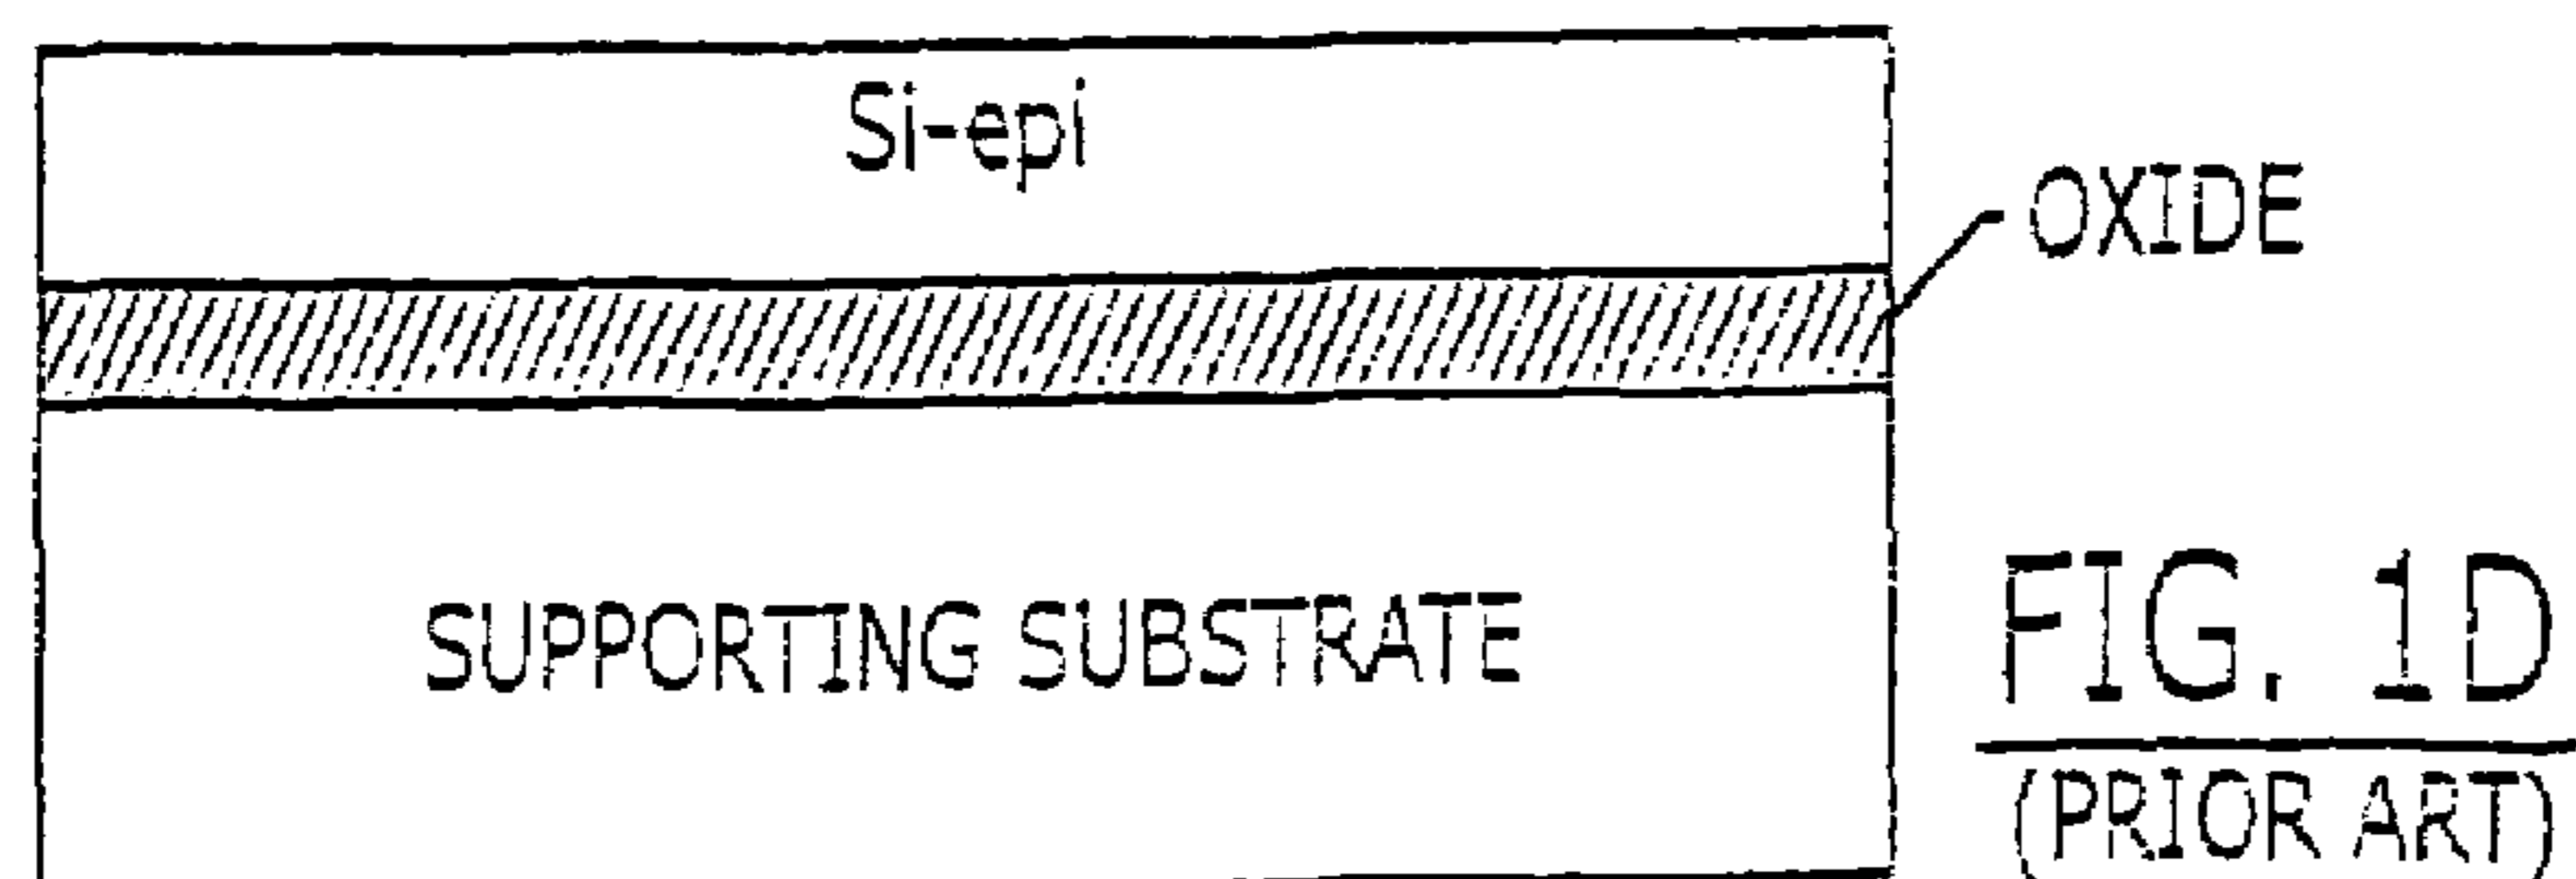 Si-epi
OXIDE
SUPPORTING SUBSTRATE
FIG. 1D
(PRIOR ART)